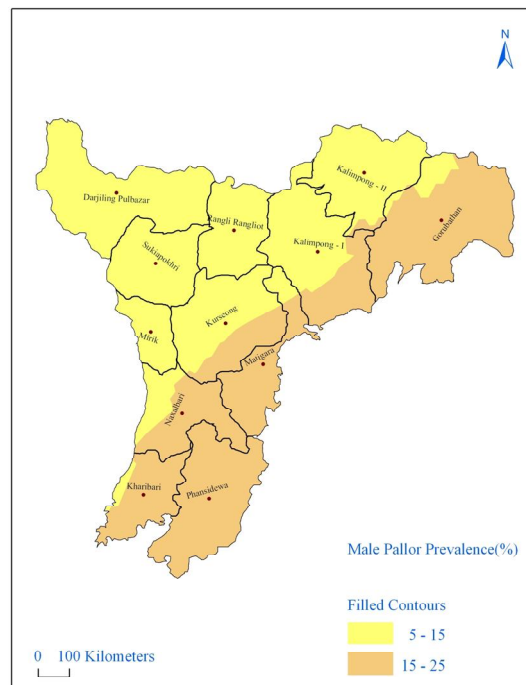 N
Kalimpong - II
Darjiling Pulbazar
Rangli Rangliot
Gorubathan
Kalimpong - I
Sukiapokhri
Kurseong
Mirik
Matigara
Naxalbari
Kharibari
Phansidewa
Male Pallor Prevalence(%)
Filled Contours
5 - 15
15 - 25
0 100 Kilometers